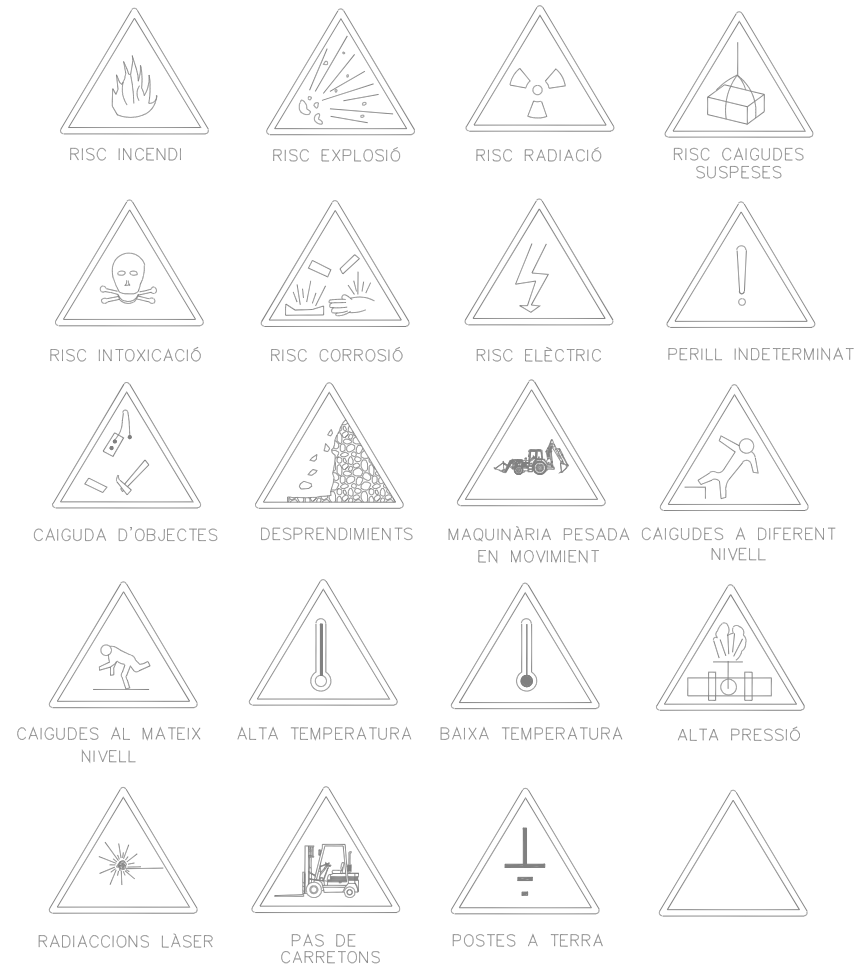 RISC INCENDI
RISC EXPLOSIÓ
RISC RADIACIÓ
RISC CAIGUDES
SUSPESES
RISC INTOXICACIÓ
RISC CORROSIÓ
RISC ELÈCTRIC
PERILL INDETERMINAT
CAIGUDA D'OBJECTES
DESPRENDIMIENTS
MAQUINÀRIA PESADA
EN MOVIMIENT
CAIGUDES A DIFERENT
NIVELL
CAIGUDES AL MATEIX
NIVELL
ALTA TEMPERATURA
BAIXA TEMPERATURA
ALTA PRESSIÓ
RADIACCIONS LÀSER
PAS DE
CARRETONS
POSTES A TERRA